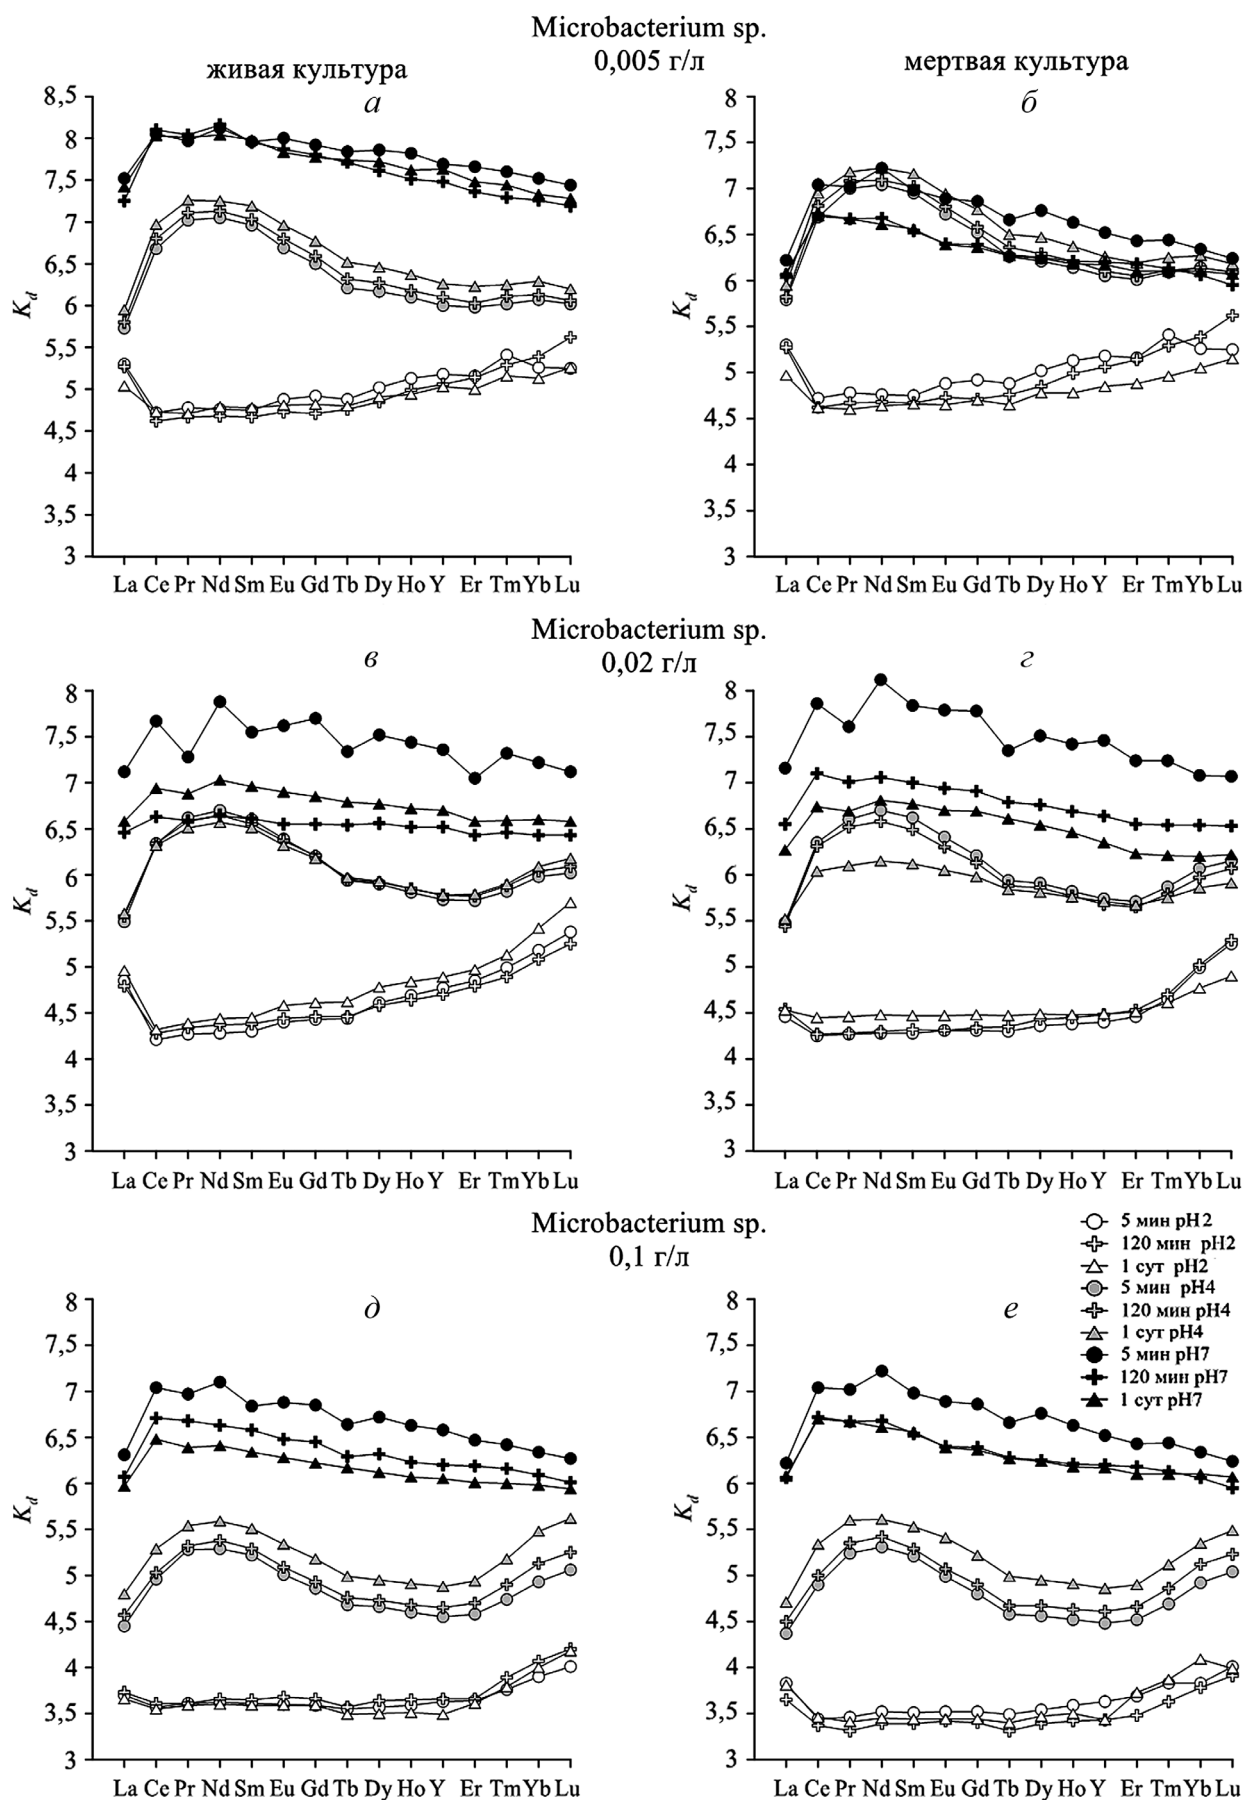 Microbacterium sp.
0,005 г/л
живая культура
мертвая культура
а
8,5
8
7,5
7
6,5
6
5,5
5
4,5
4
3,5
3
K_d
La Ce Pr Nd Sm Eu Gd Tb Dy Ho Y Er Tm Yb Lu
б
8
7,5
7
6,5
6
5,5
5
4,5
4
3,5
3
K_d
La Ce Pr Nd Sm Eu Gd Tb Dy Ho Y Er Tm Yb Lu
Microbacterium sp.
0,02 г/л
в
8
7,5
7
6,5
6
5,5
5
4,5
4
3,5
3
K_d
La Ce Pr Nd Sm Eu Gd Tb Dy Ho Y Er Tm Yb Lu
г
8
7,5
7
6,5
6
5,5
5
4,5
4
3,5
3
K_d
La Ce Pr Nd Sm Eu Gd Tb Dy Ho Y Er Tm Yb Lu
Microbacterium sp.
0,1 г/л
д
8
7,5
7
6,5
6
5,5
5
4,5
4
3,5
3
K_d
La Ce Pr Nd Sm Eu Gd Tb Dy Ho Y Er Tm Yb Lu
е
8
7,5
7
6,5
6
5,5
5
4,5
4
3,5
3
K_d
La Ce Pr Nd Sm Eu Gd Tb Dy Ho Y Er Tm Yb Lu
5 мин pH2
120 мин pH2
1 сут pH2
5 мин pH4
120 мин pH4
1 сут pH4
5 мин pH7
120 мин pH7
1 сут pH7